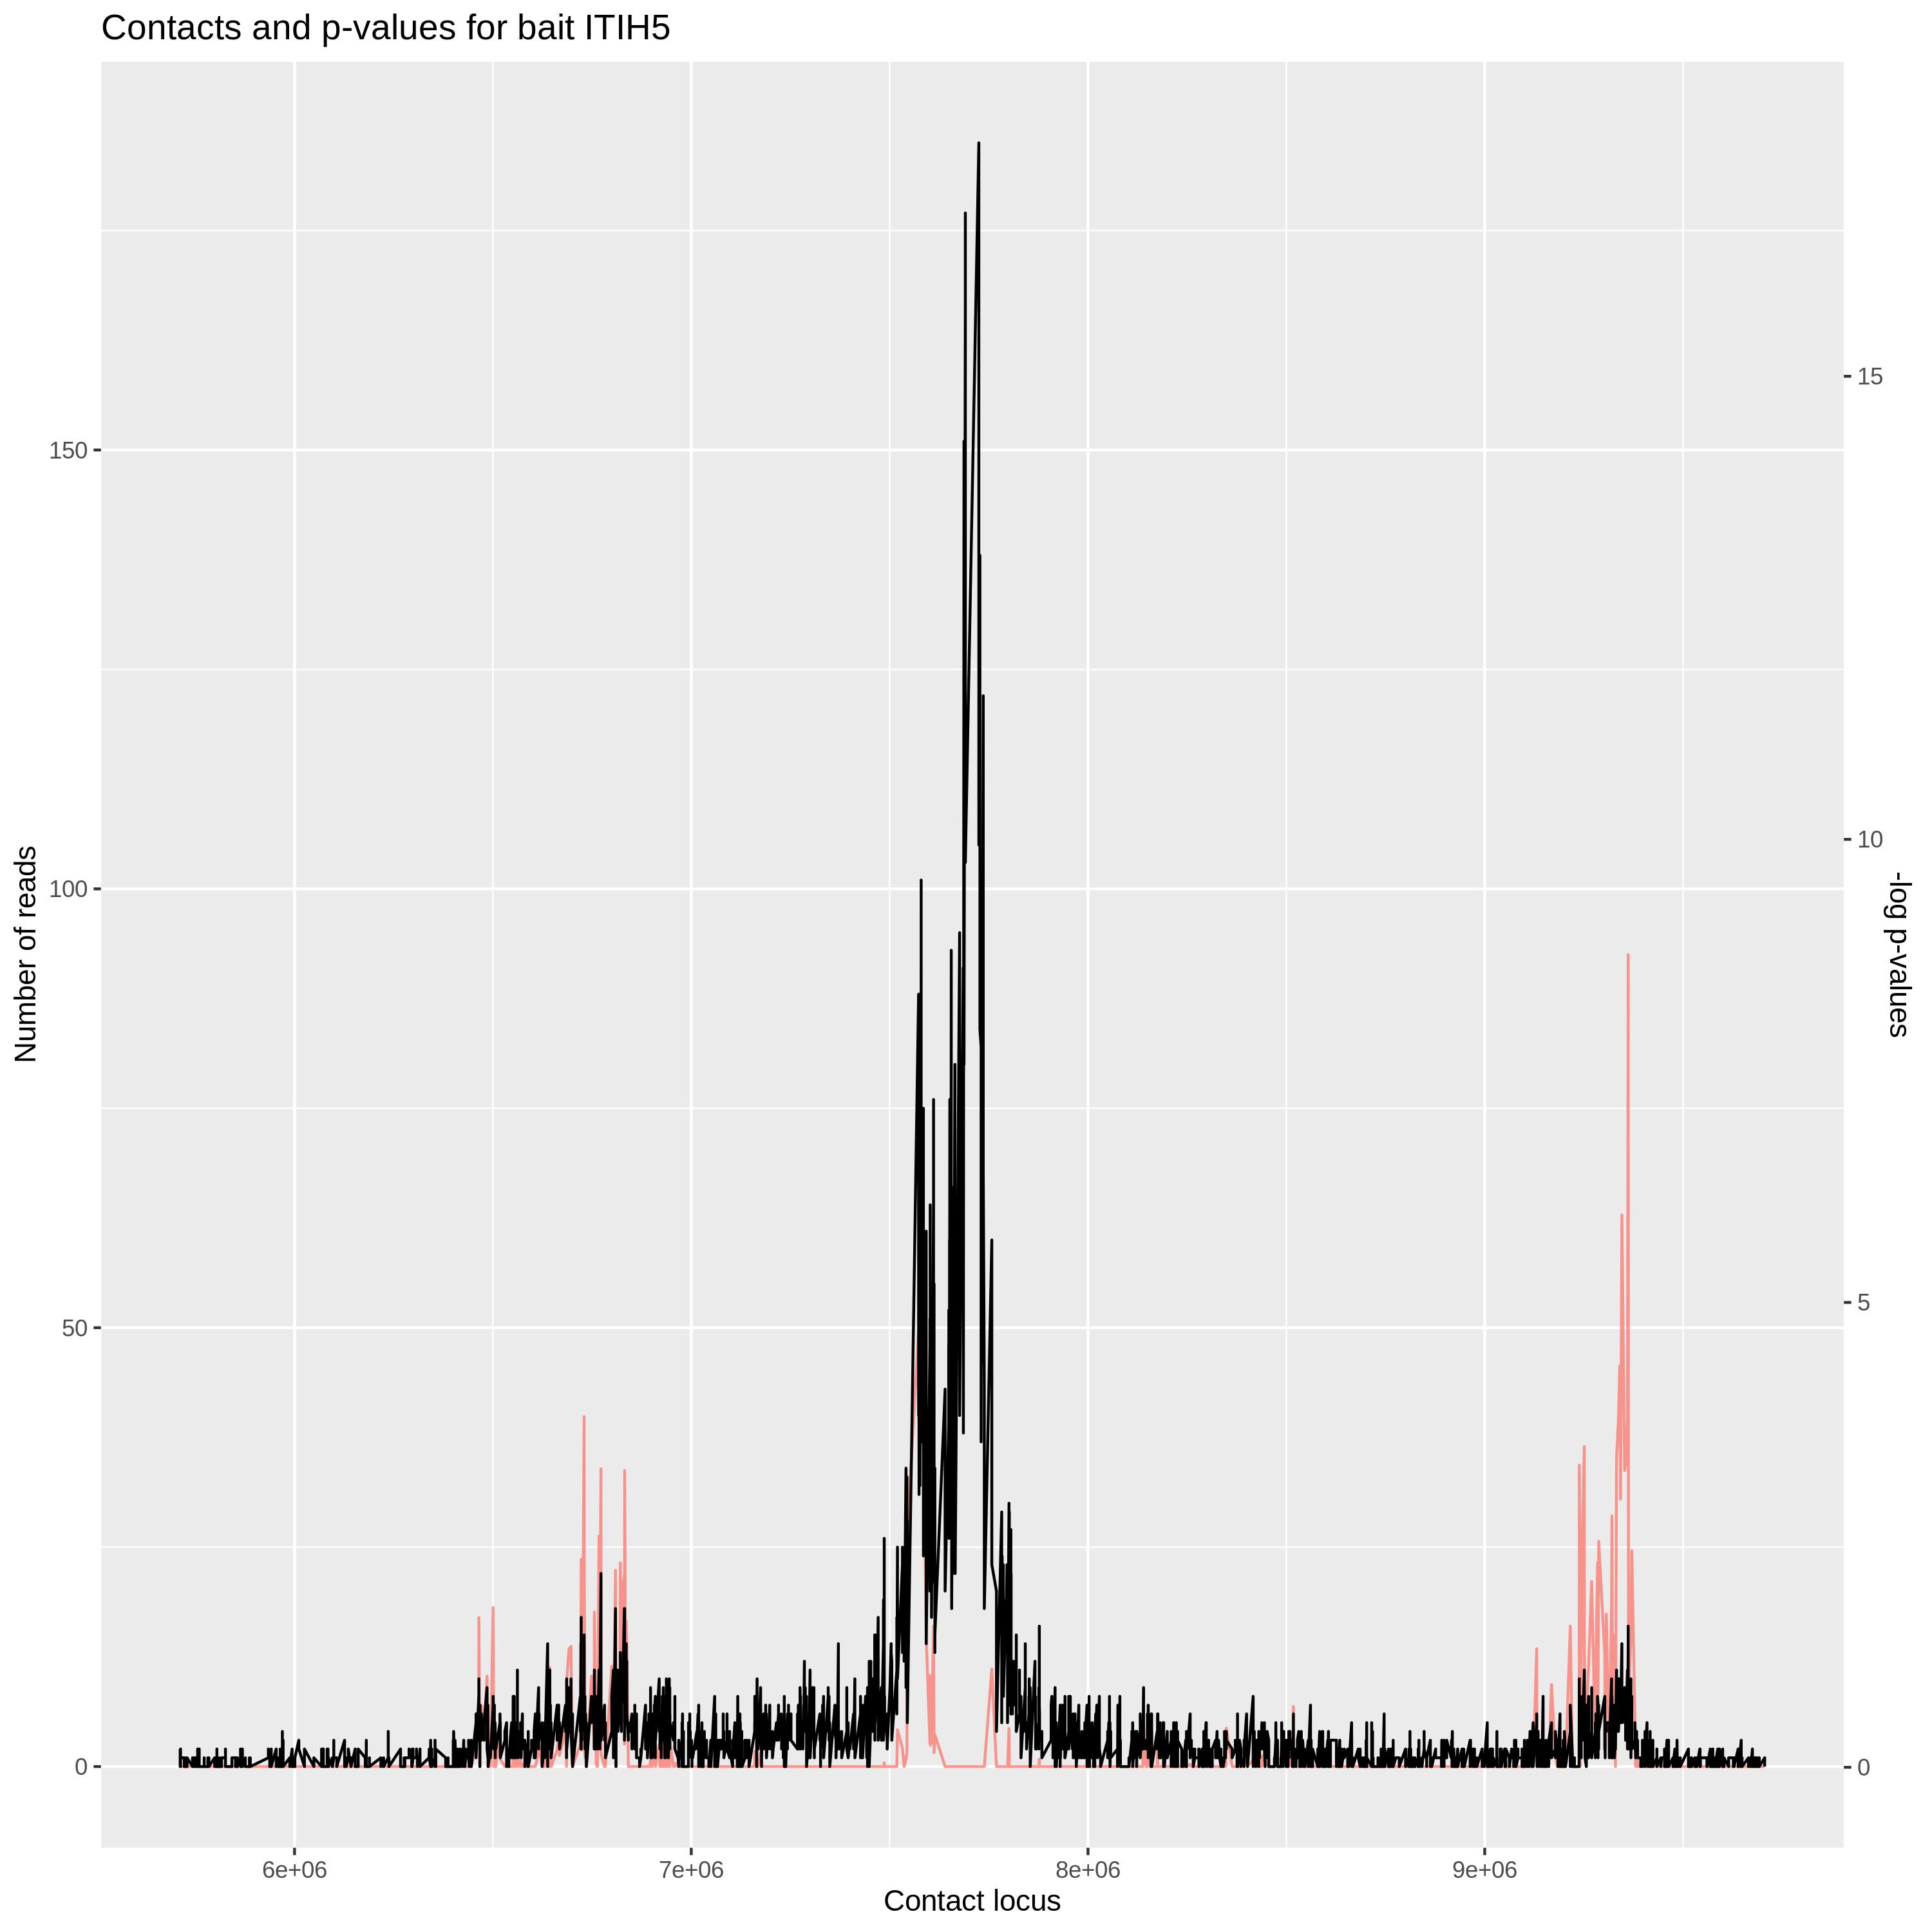 Contacts and p-values for bait ITIH5
150
100
50
0
15
10
5
0
Number of reads
-log p-values
6e+06
7e+06
8e+06
9e+06
Contact locus